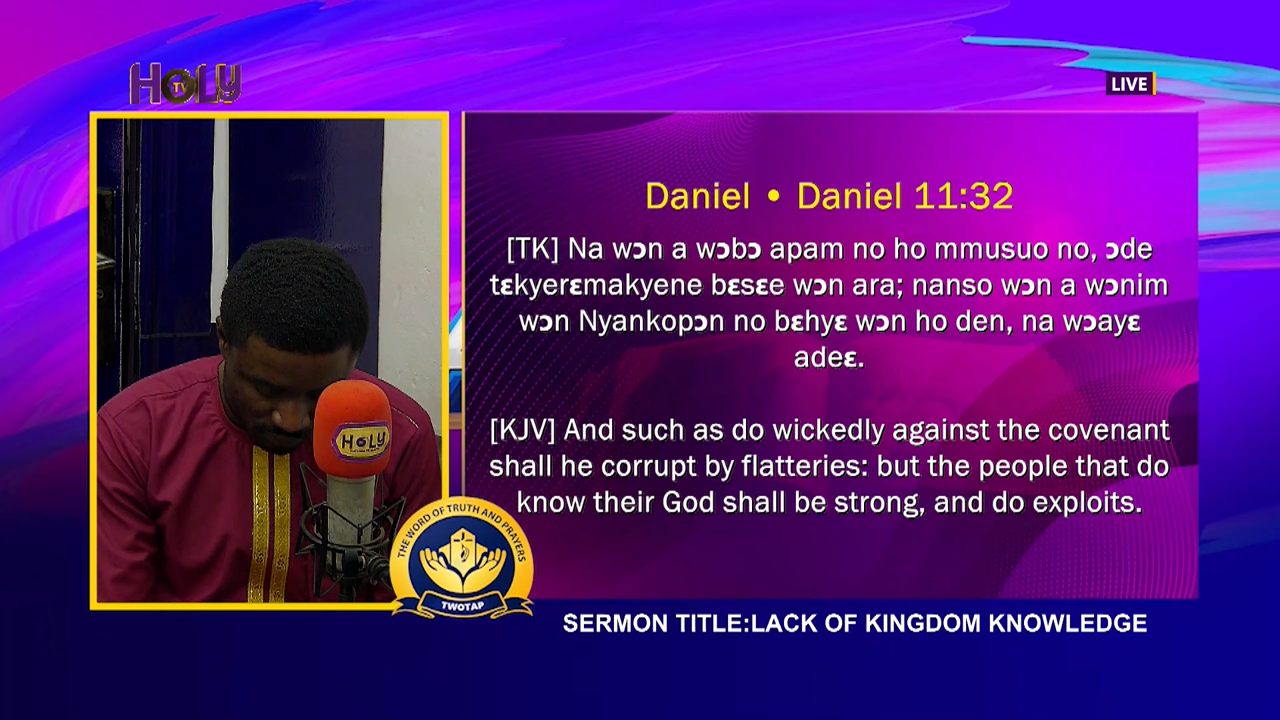 HOLY
TV
LIVE
Daniel • Daniel 11:32
[TK] Na wɔn a wɔbɔ apam no ho mmusuo no, ɔde
tɛkyerɛmakyene bɛsɛe wɔn ara; nanso wɔn a wɔnim
wɔn Nyankopɔn no bɛhyɛ wɔn ho den, na wɔayɛ
adeɛ.
[KJV] And such as do wickedly against the covenant
shall he corrupt by flatteries: but the people that do
know their God shall be strong, and do exploits.
HOLY
THE WORD OF TRUTH AND PRAYERS
TWOTAP
SERMON TITLE:LACK OF KINGDOM KNOWLEDGE